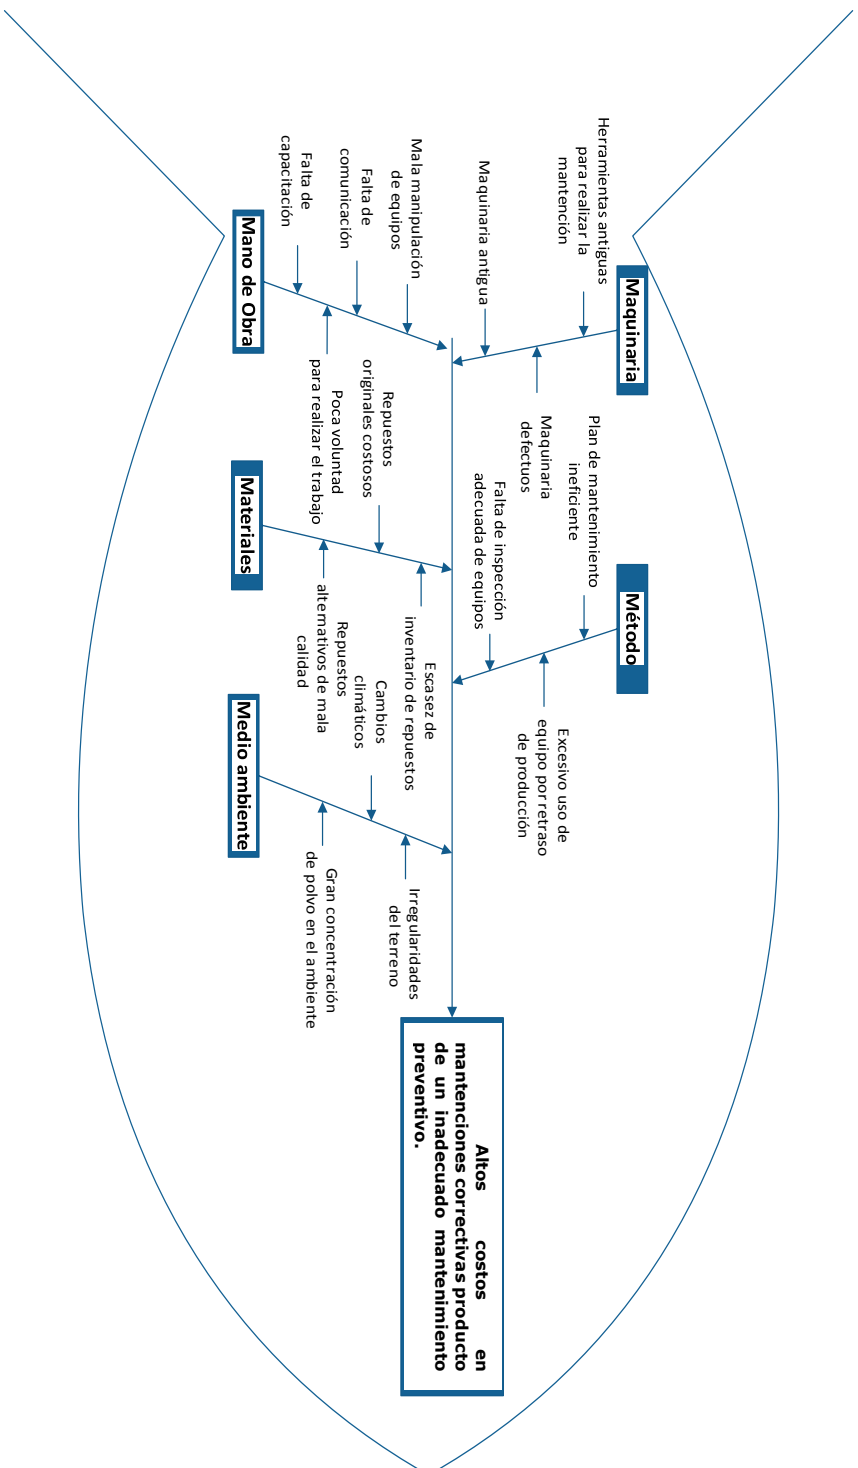 Maquinaria
Herramientas antiguas
para realizar la
mantención
Maquinaria antigua
Maquinaria
defectuos
Método
Plan de mantenimiento
ineficiente
Falta de inspección
adecuada de equipos
Excesivo uso de
equipo por retraso
de producción
Mano de Obra
Mala manipulación
de equipos
Falta de
comunicación
Falta de
capacitación
Poca voluntad
para realizar el trabajo
Materiales
Repuestos
originales costosos
Escasez de
inventario de repuestos
Repuestos
alternativos de mala
calidad
Medio ambiente
Cambios
climáticos
Irregularidades
del terreno
Gran concentración
de polvo en el ambiente
Altos costos en
mantenciones correctivas producto
de un inadecuado mantenimiento
preventivo.